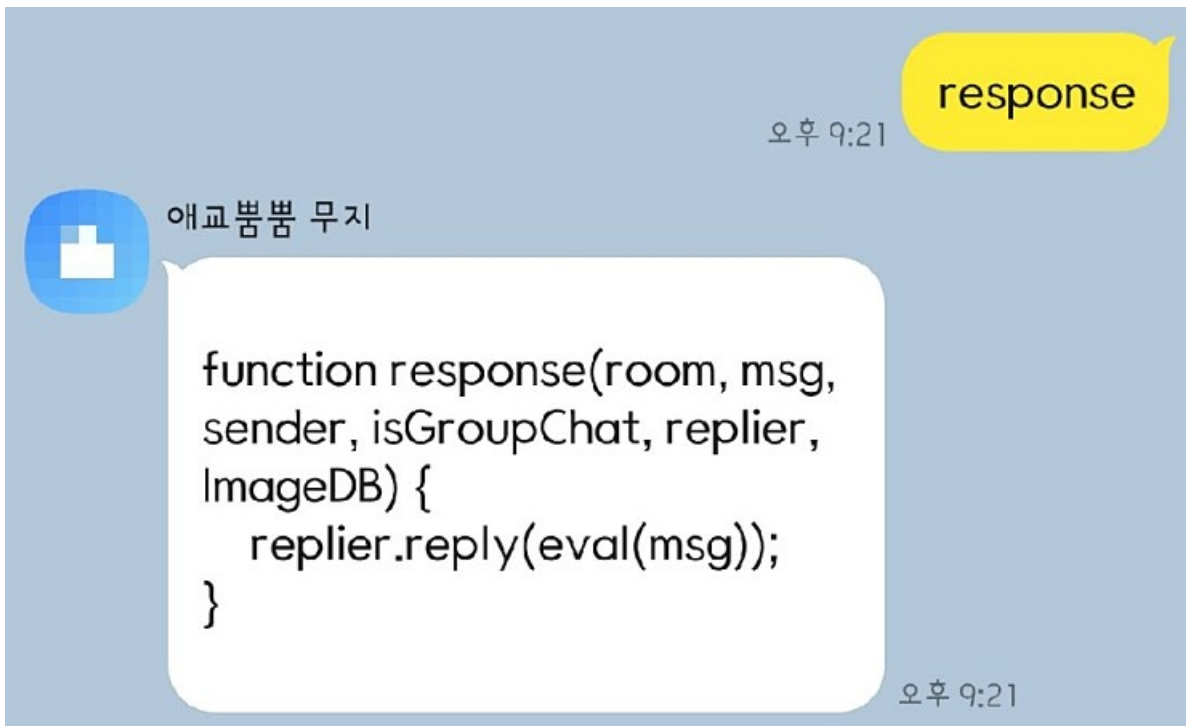 response
오후 9:21
애교뿜뿜 무지
function response(room, msg,
sender, isGroupChat, replier,
ImageDB) {
    replier.reply(eval(msg));
}
오후 9:21